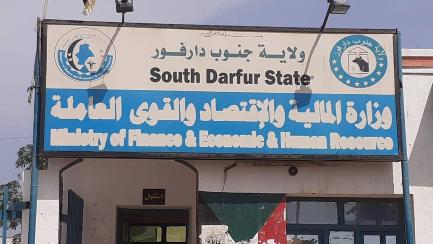 ولاية جنوب دارفور
South Darfur State
وزارة المالية والإقتصاد والقوى العاملة
Ministry of Finance & Economic & Human Resource